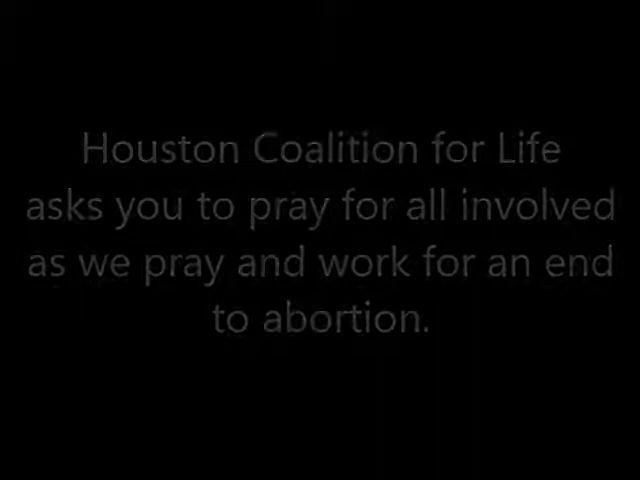 Houston Coalition for Life
asks you to pray for all involved
as we pray and work for an end
to abortion.